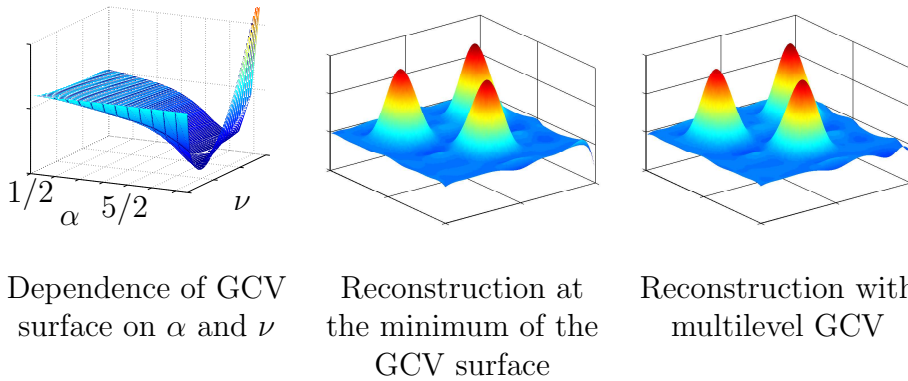 1/2
α
5/2
ν
Dependence of GCV
surface on α and ν
Reconstruction at
the minimum of the
GCV surface
Reconstruction with
multilevel GCV